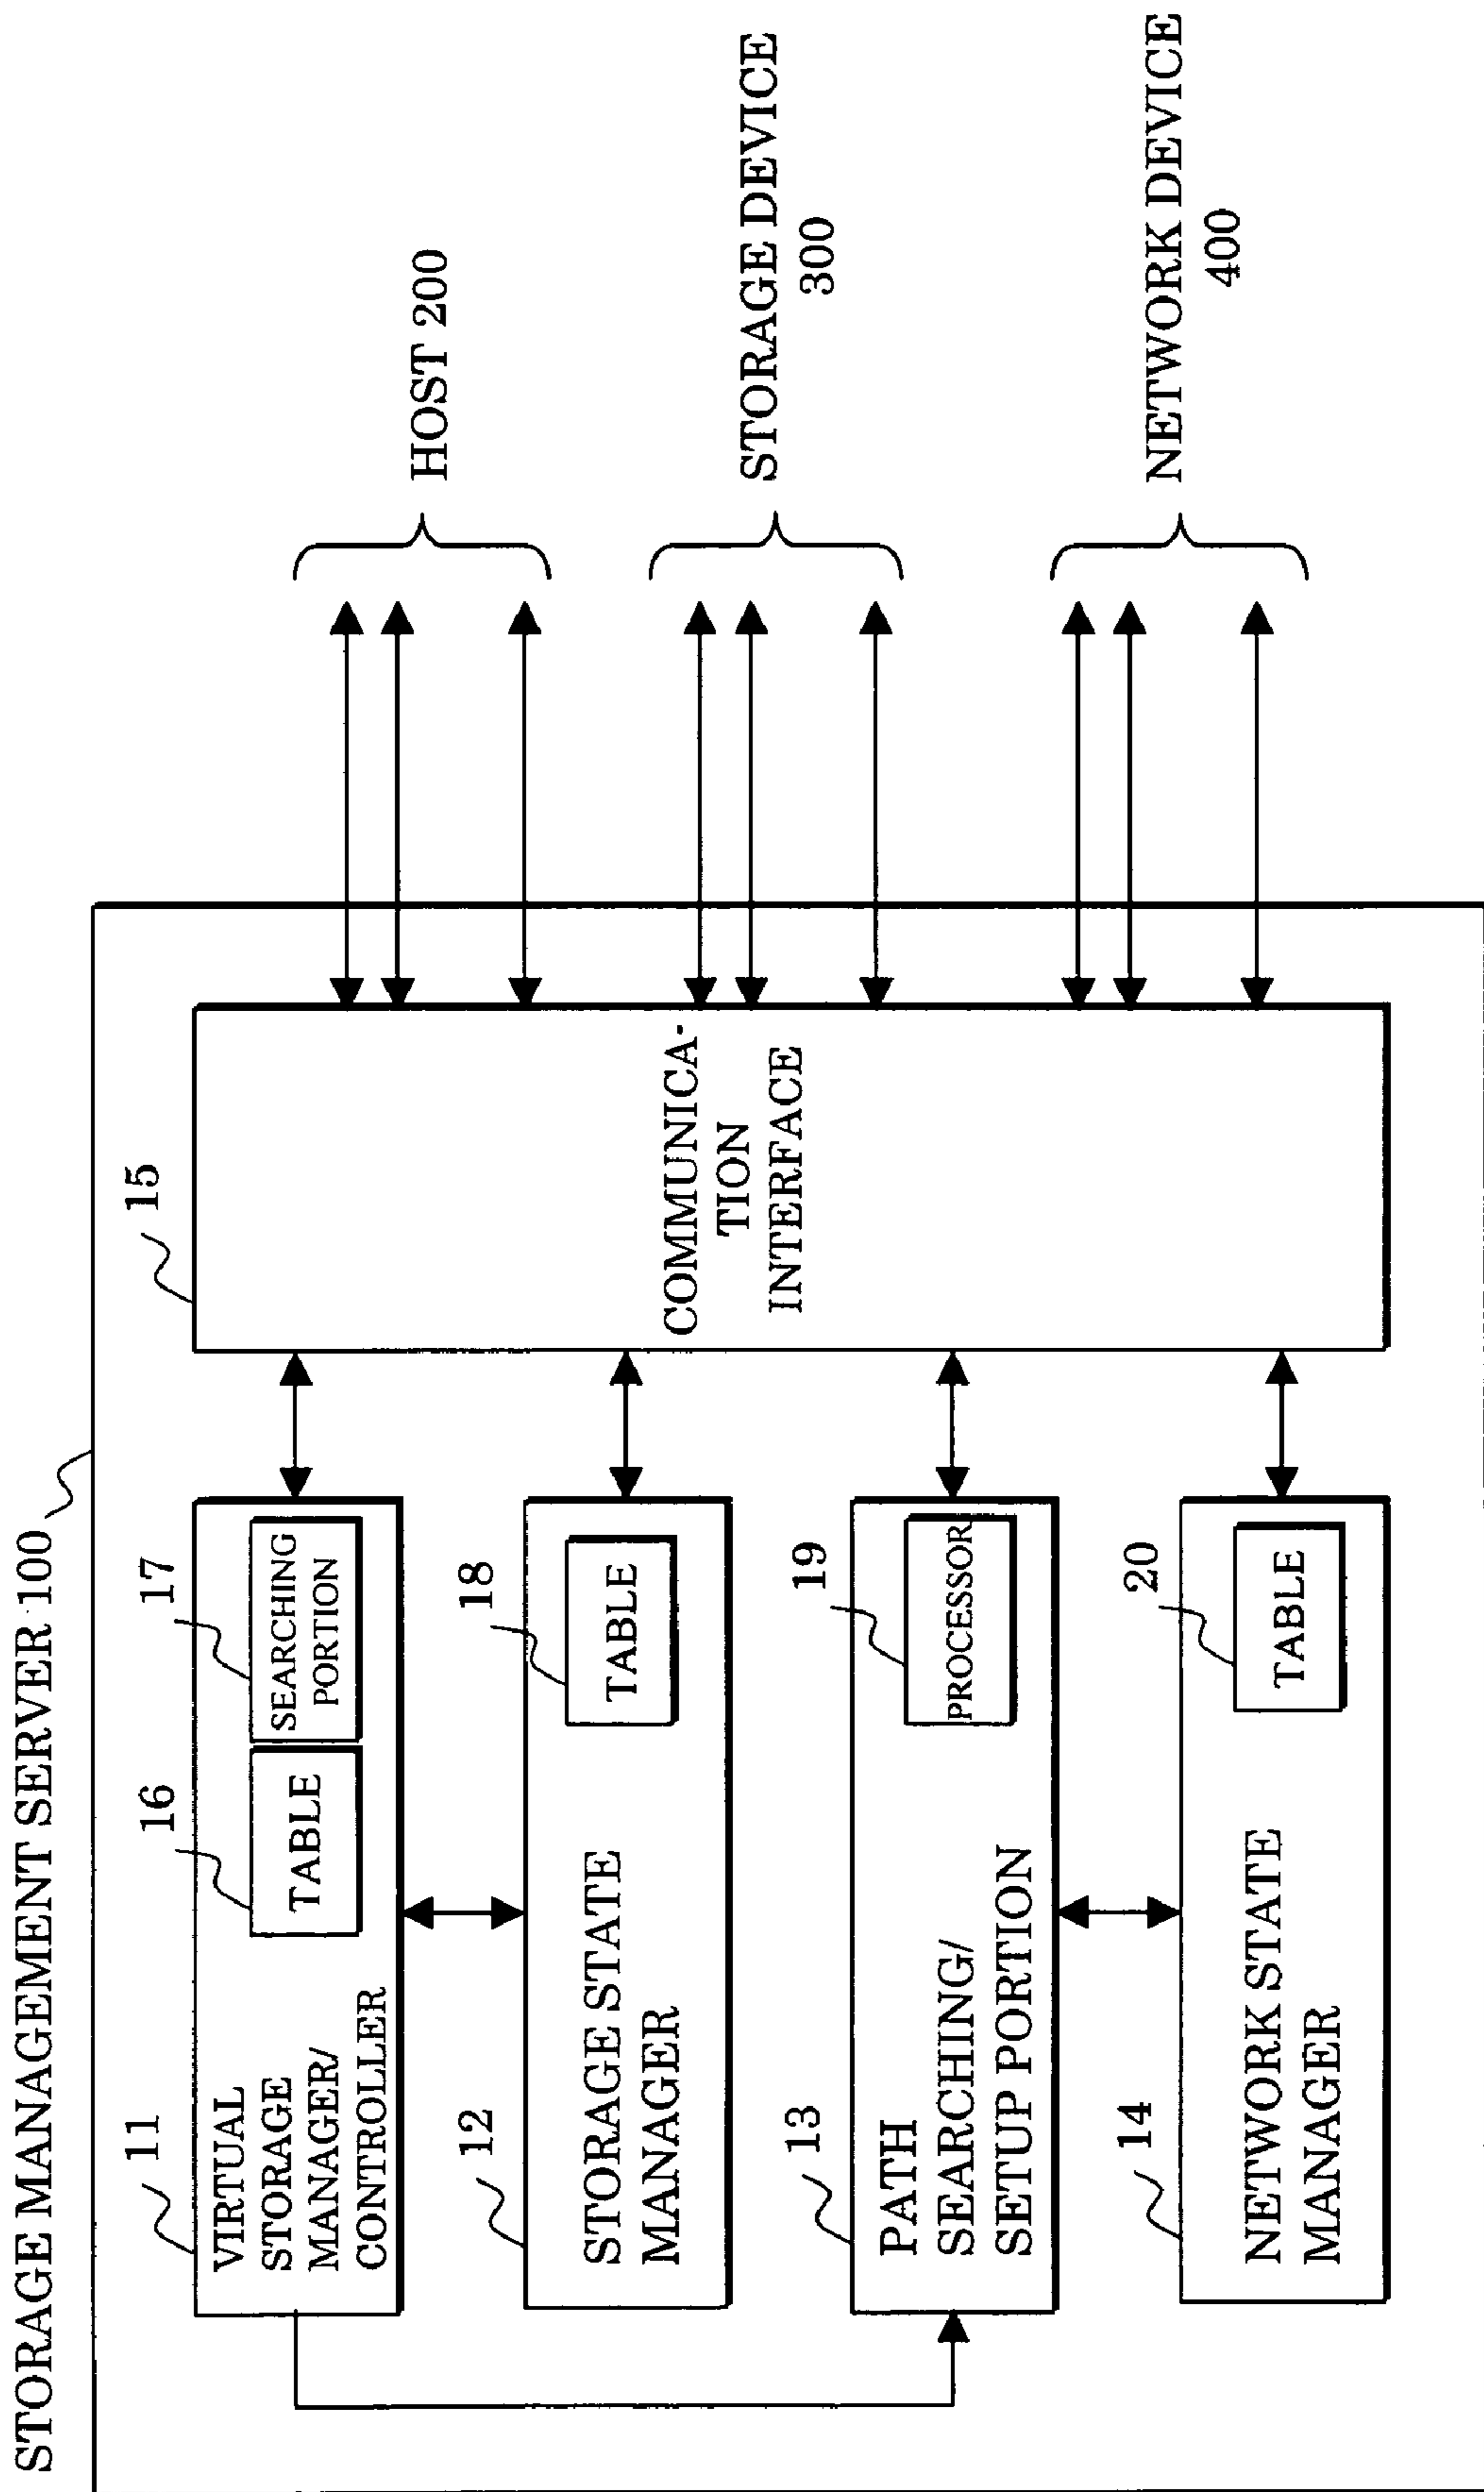 STORAGE MANAGEMENT SERVER 100
11
VIRTUAL
STORAGE
MANAGER/
CONTROLLER
16
TABLE
17
SEARCHING
PORTION
12
STORAGE STATE
MANAGER
18
TABLE
13
PATH
SEARCHING/
SETUP PORTION
19
PROCESSOR
14
NETWORK STATE
MANAGER
20
TABLE
15
COMMUNICA-
TION
INTERFACE
HOST 200
STORAGE DEVICE
300
NETWORK DEVICE
400